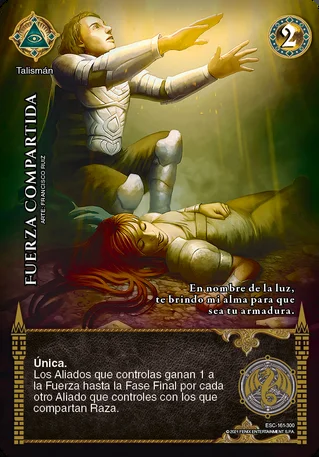 2
Talismán
FUERZA COMPARTIDA
ARTE: FRANCISCO RUIZ
En nombre de la luz,
te brindo mi alma para que
sea tu armadura.
Única.
Los Aliados que controlas ganan 1 a
la Fuerza hasta la Fase Final por cada
otro Aliado que controles con los que
compartan Raza.
ESC-161-300
©2021 FENIX ENTERTAINMENT S.P.A.